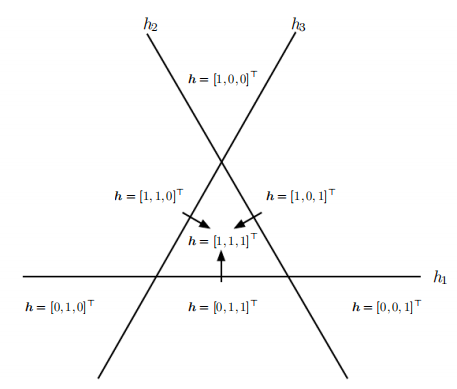 h₂ h₃
h = [1, 0, 0]⊤
h = [1, 1, 0]⊤ h = [1, 0, 1]⊤
h = [1, 1, 1]⊤
h₁
h = [0, 1, 0]⊤ h = [0, 1, 1]⊤ h = [0, 0, 1]⊤